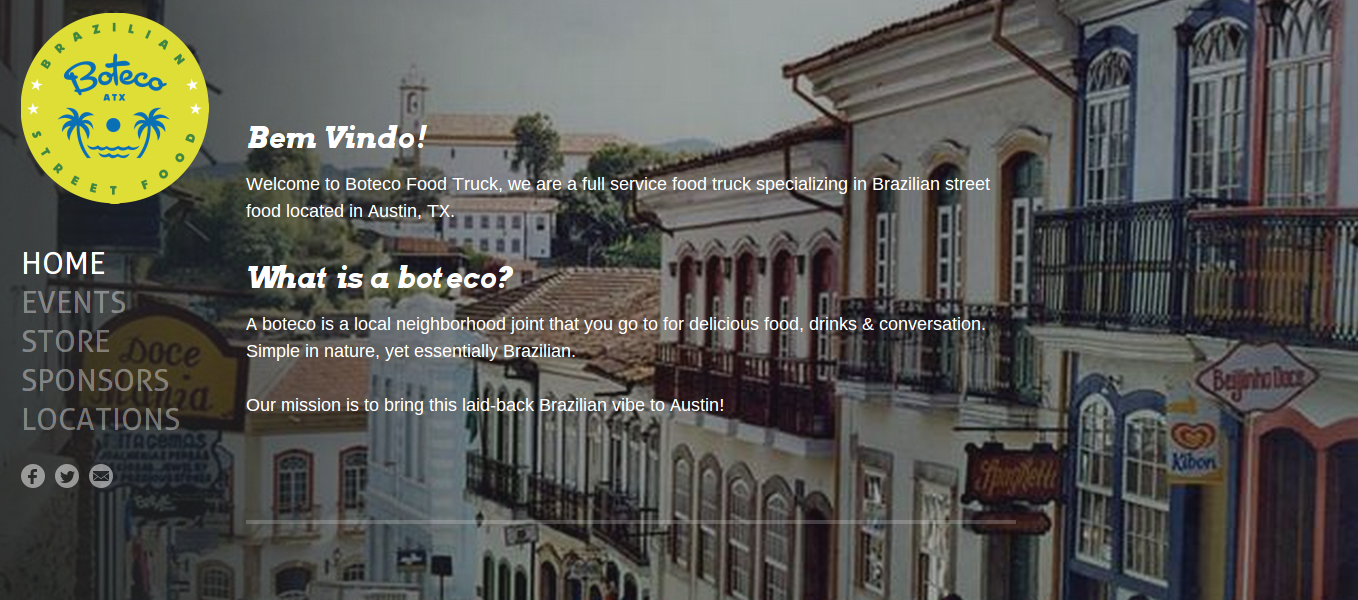 BRAZILIAN
Boteco
ATX
STREET FOOD
HOME
EVENTS
STORE
SPONSORS
LOCATIONS
Bem Vindo!
Welcome to Boteco Food Truck, we are a full service food truck specializing in Brazilian street
food located in Austin, TX.
What is a boteco?
A boteco is a local neighborhood joint that you go to for delicious food, drinks & conversation.
Simple in nature, yet essentially Brazilian.
Our mission is to bring this laid-back Brazilian vibe to Austin!
Doce
Mania
Spaghetti
Beijinho Doce
Kibon